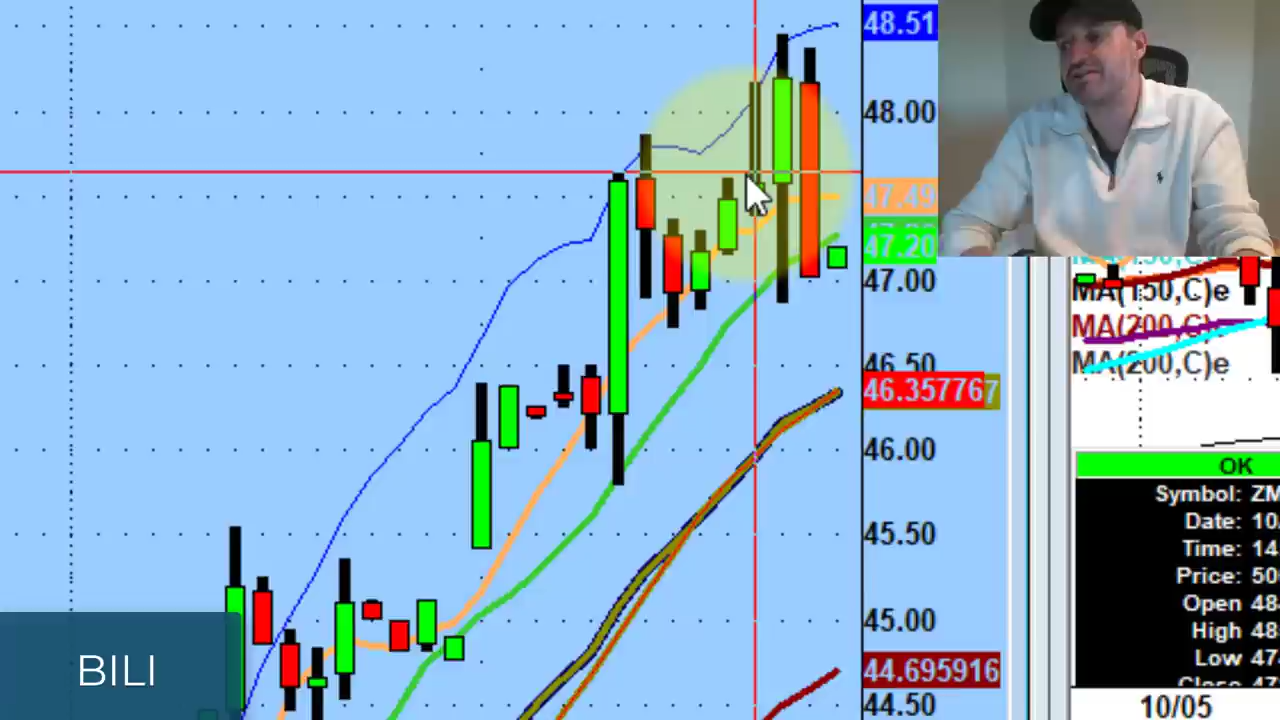 48.51
48.00
47.49
47.20
47.00
46.50
46.357767
46.00
45.50
45.00
44.695916
44.50
MA(150,C)e
MA(200,C)
MA(200,C)e
OK
Symbol: ZM
Date: 10
Time: 14
Price: 50
Open 48
High 48
Low 47
10/05
BILI